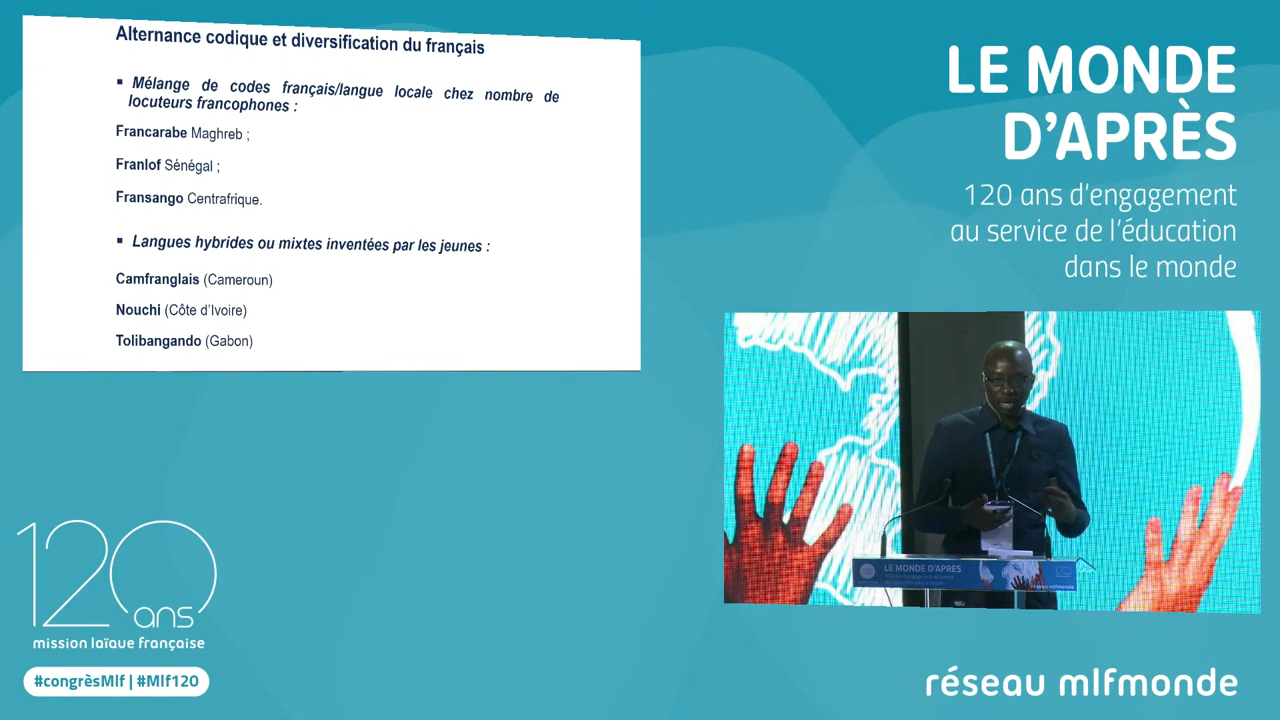 Alternance codique et diversification du français
▪ Mélange de codes français/langue locale chez nombre de
locuteurs francophones :
Francarabe Maghreb ;
Franlof Sénégal ;
Fransango Centrafrique.
▪ Langues hybrides ou mixtes inventées par les jeunes :
Camfranglais (Cameroun)
Nouchi (Côte d'Ivoire)
Tolibangando (Gabon)
LE MONDE
D'APRÈS
120 ans d'engagement
au service de l'éducation
dans le monde
LE MONDE D'APRÈS
réseau mlfmonde
120 ans
mission laïque française
#congrèsMlf | #Mlf120
réseau mlfmonde